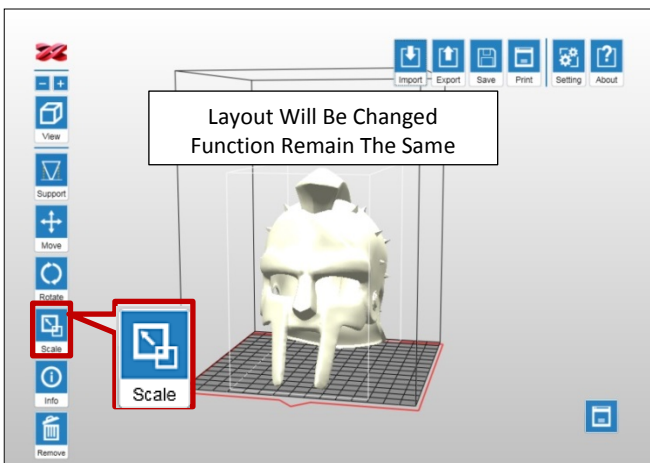 Import
Export
Save
Print
Setting
About
Layout Will Be Changed
Function Remain The Same
View
Support
Move
Rotate
Scale
Scale
Info
Remove